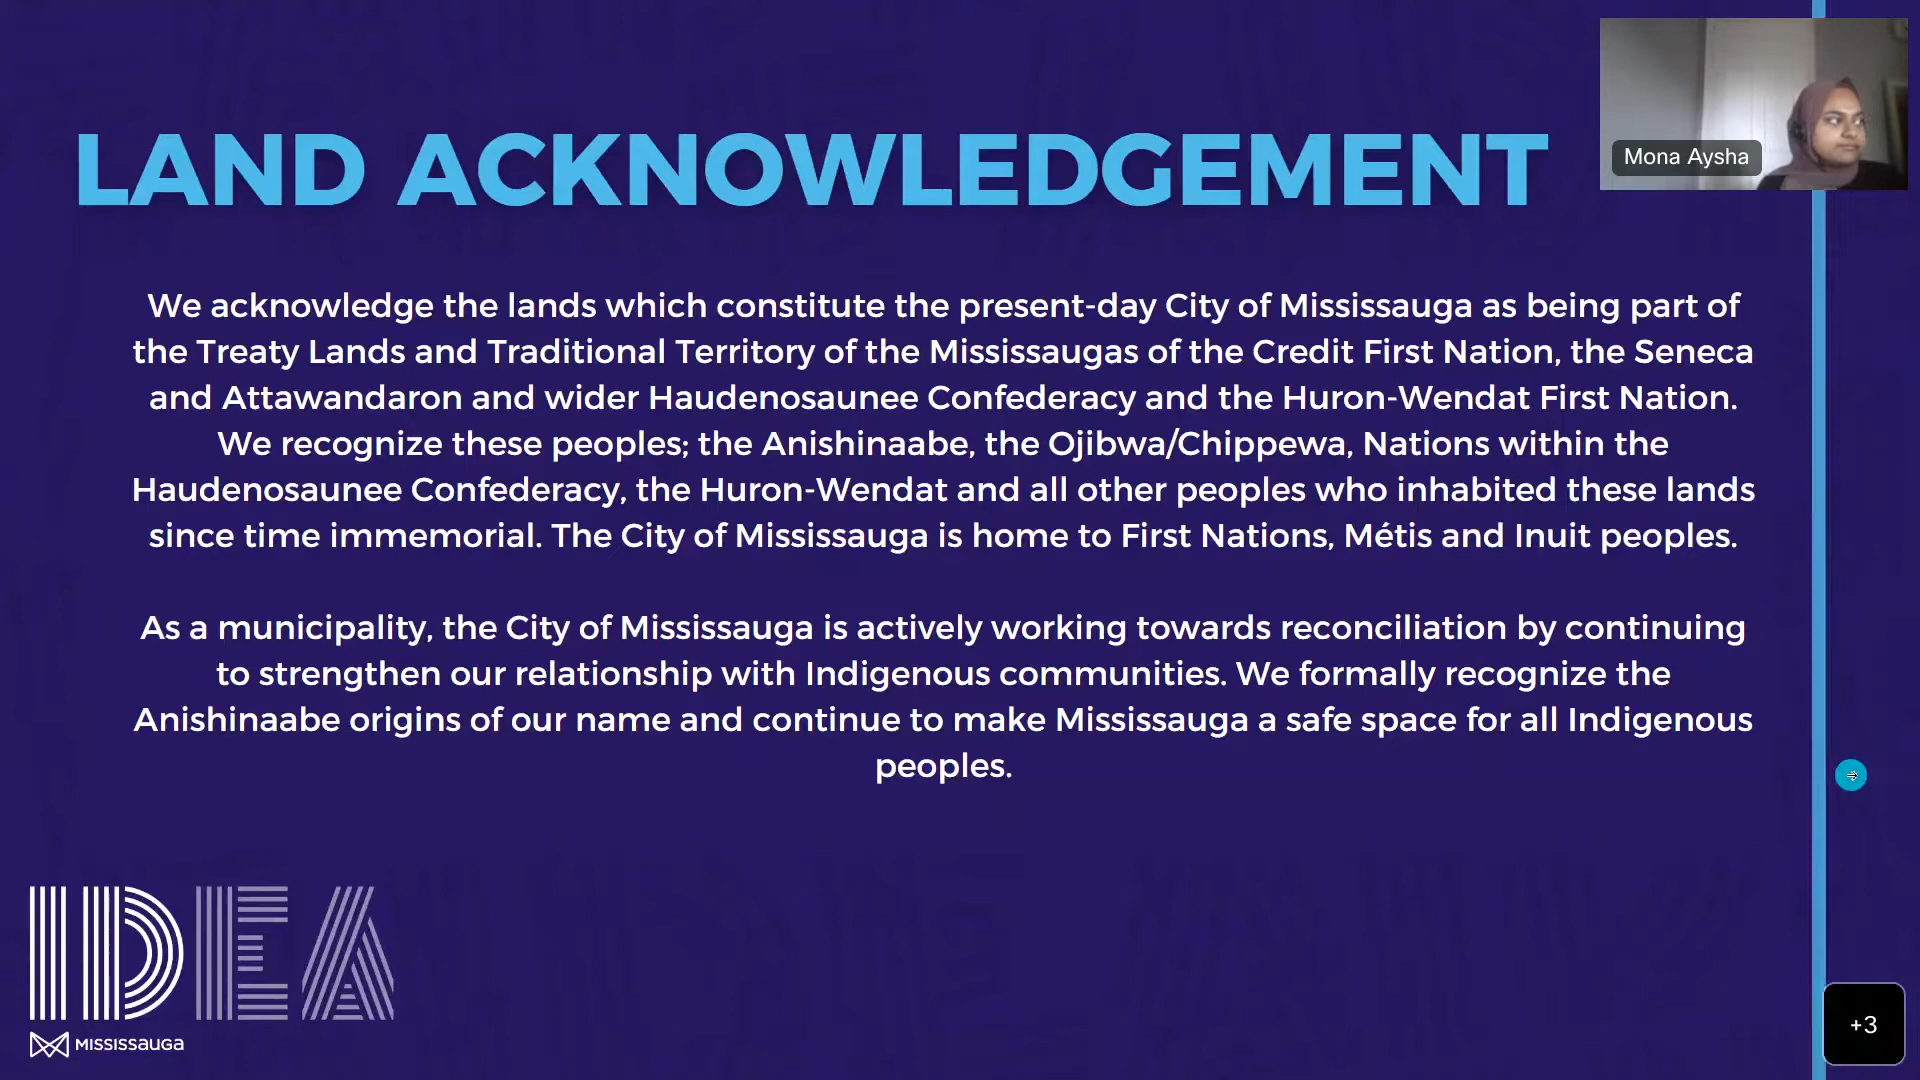 LAND ACKNOWLEDGEMENT
Mona Aysha
We acknowledge the lands which constitute the present-day City of Mississauga as being part of
the Treaty Lands and Traditional Territory of the Mississaugas of the Credit First Nation, the Seneca
and Attawandaron and wider Haudenosaunee Confederacy and the Huron-Wendat First Nation.
We recognize these peoples; the Anishinaabe, the Ojibwa/Chippewa, Nations within the
Haudenosaunee Confederacy, the Huron-Wendat and all other peoples who inhabited these lands
since time immemorial. The City of Mississauga is home to First Nations, Métis and Inuit peoples.
As a municipality, the City of Mississauga is actively working towards reconciliation by continuing
to strengthen our relationship with Indigenous communities. We formally recognize the
Anishinaabe origins of our name and continue to make Mississauga a safe space for all Indigenous
peoples.
IDEA
MISSISSAUGA
+3